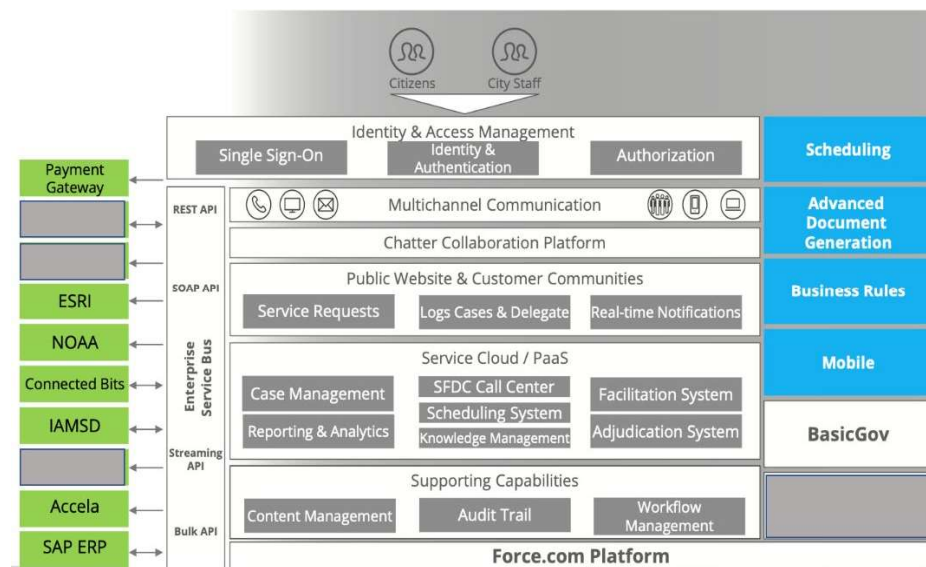 Citizens
City Staff
Identity & Access Management
Single Sign-On
Identity &
Authentication
Authorization
Payment
Gateway
ESRI
NOAA
Connected Bits
IAMSD
Accela
SAP ERP
REST API
SOAP API
Enterprise
Service Bus
Streaming
API
Bulk API
Multichannel Communication
Chatter Collaboration Platform
Public Website & Customer Communities
Service Requests
Logs Cases & Delegate
Real-time Notifications
Service Cloud / PaaS
Case Management
SFDC Call Center
Facilitation System
Scheduling System
Reporting & Analytics
Knowledge Management
Adjudication System
Supporting Capabilities
Content Management
Audit Trail
Workflow
Management
Force.com Platform
Scheduling
Advanced
Document
Generation
Business Rules
Mobile
BasicGov